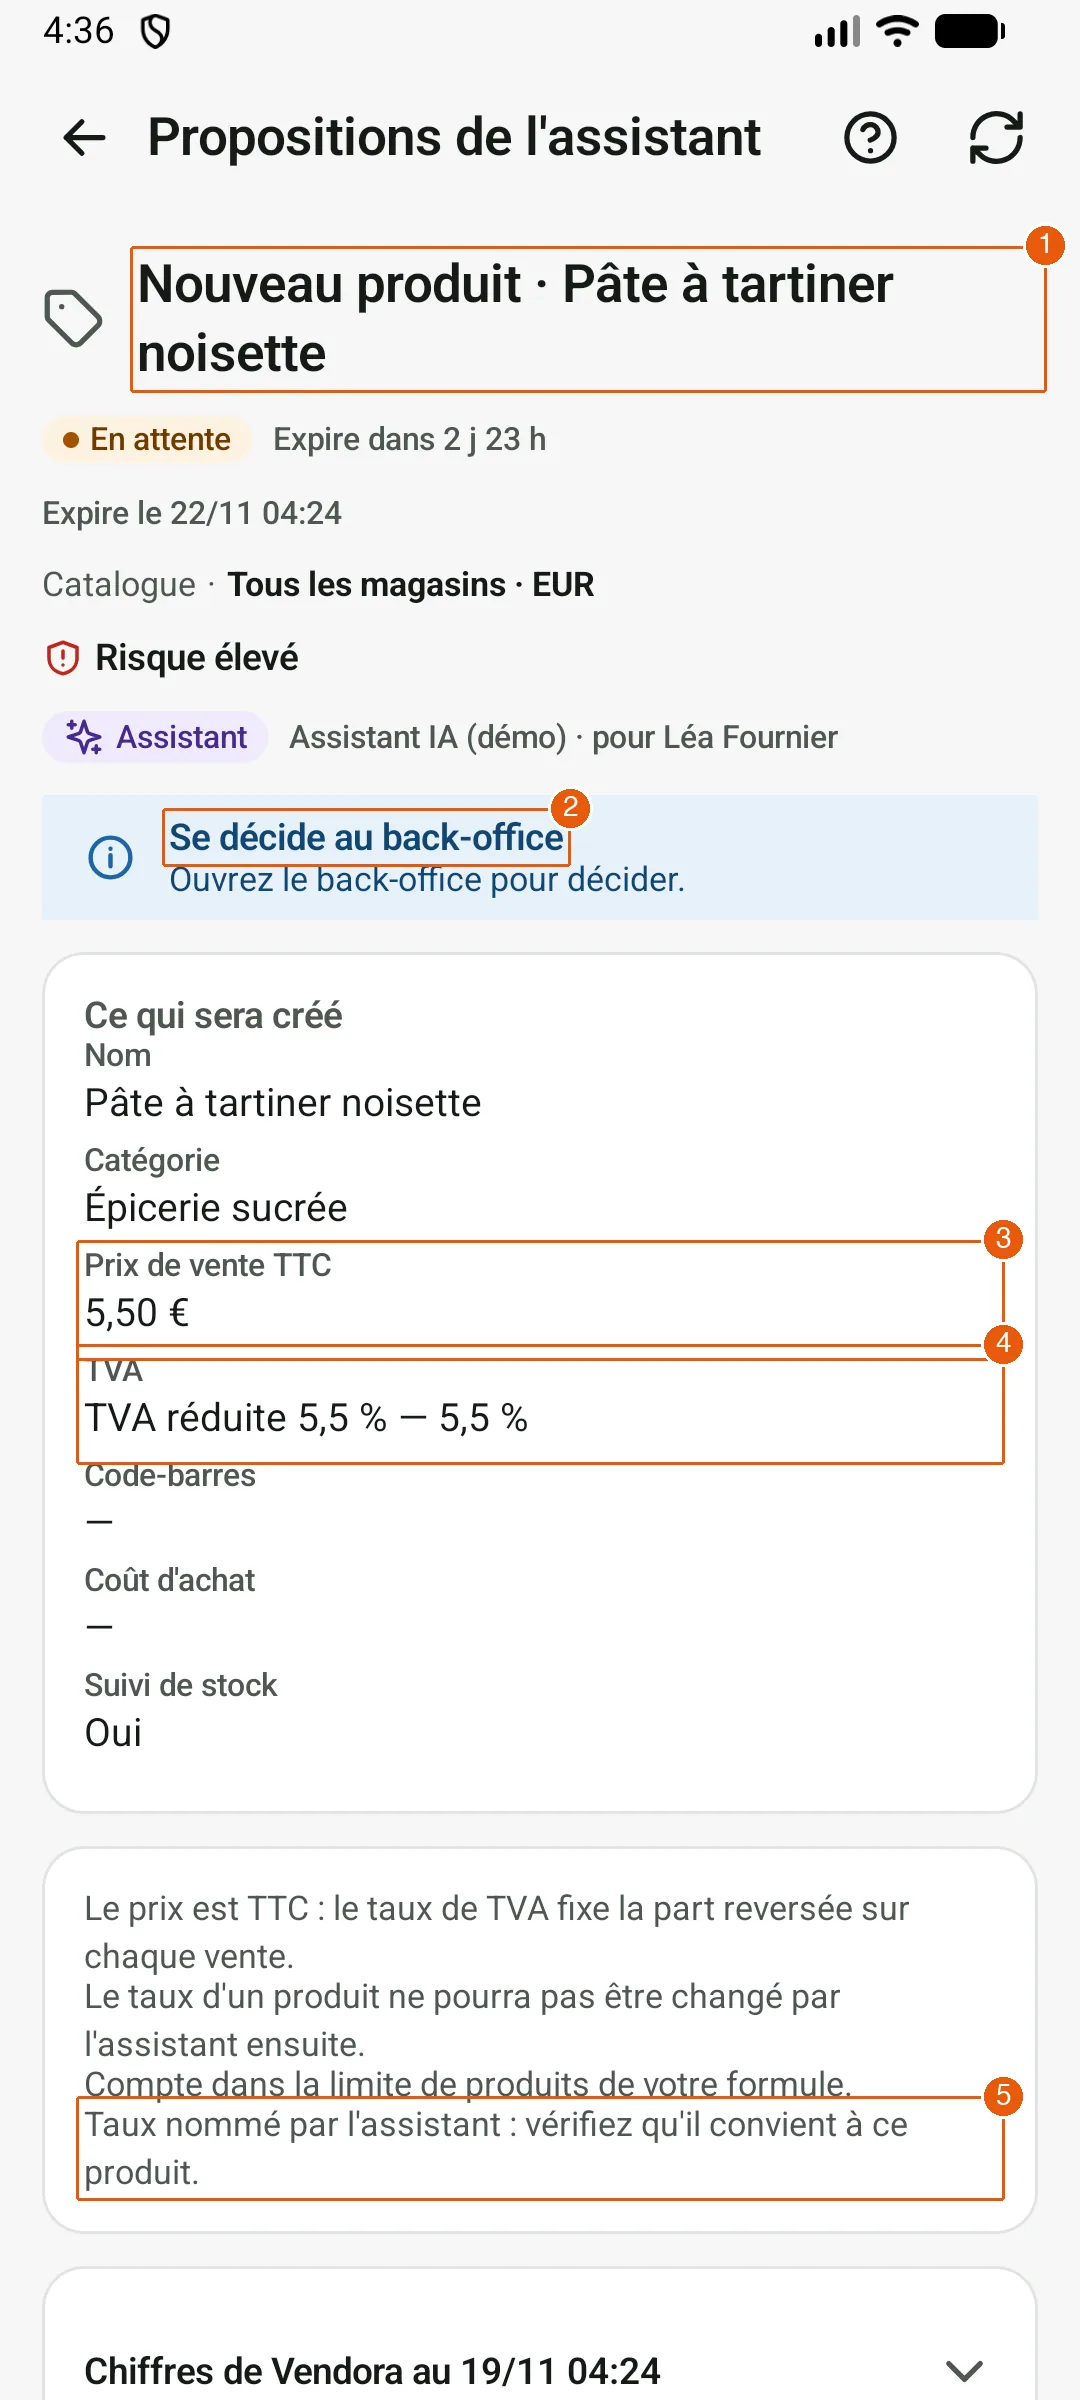 4:36
Propositions de l'assistant
1
Nouveau produit · Pâte à tartiner
noisette
En attente Expire dans 2 j 23 h
Expire le 22/11 04:24
Catalogue · Tous les magasins · EUR
Risque élevé
Assistant Assistant IA (démo) · pour Léa Fournier
2
Se décide au back-office
Ouvrez le back-office pour décider.
Ce qui sera créé
Nom
Pâte à tartiner noisette
Catégorie
Épicerie sucrée
3
Prix de vente TTC
5,50 €
4
TVA
TVA réduite 5,5 % — 5,5 %
Code-barres
—
Coût d'achat
—
Suivi de stock
Oui
Le prix est TTC : le taux de TVA fixe la part reversée sur
chaque vente.
Le taux d'un produit ne pourra pas être changé par
l'assistant ensuite.
Compte dans la limite de produits de votre formule.
5
Taux nommé par l'assistant : vérifiez qu'il convient à ce
produit.
Chiffres de Vendora au 19/11 04:24